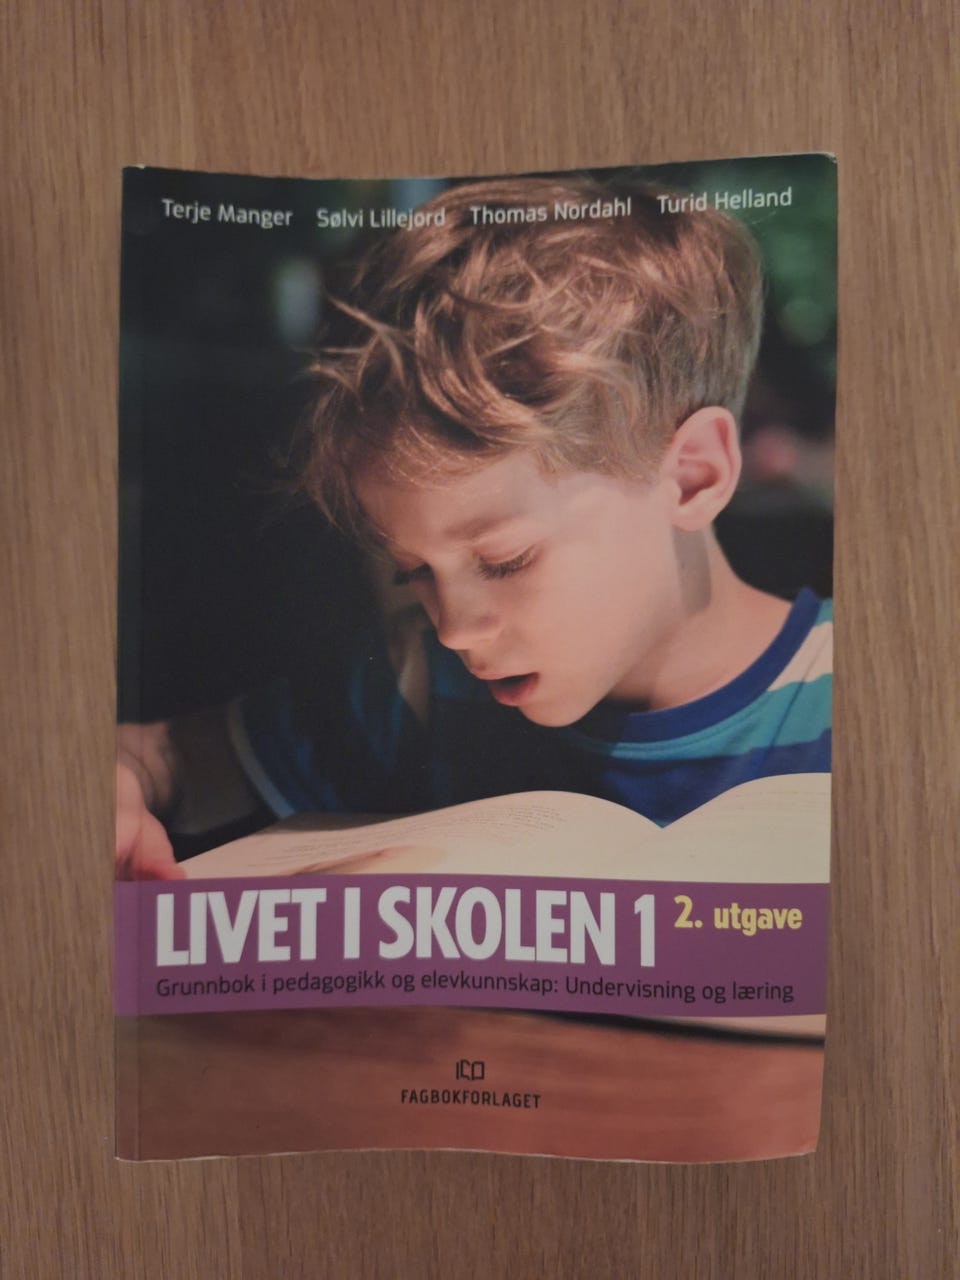 Terje Manger Sølvi Lillejord Thomas Nordahl Turid Helland
LIVET I SKOLEN 1 2. utgave
Grunnbok i pedagogikk og elevkunnskap: Undervisning og læring
FAGBOKFORLAGET